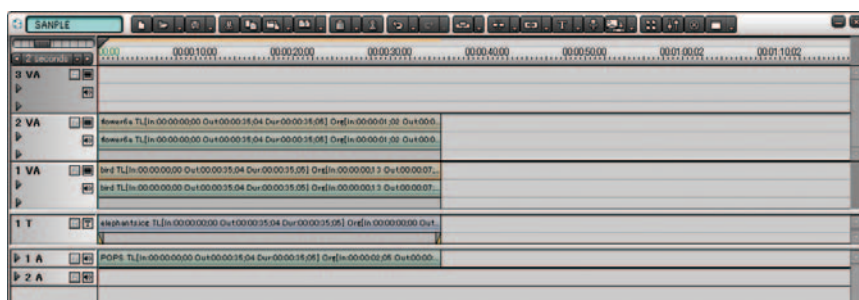 SANPLE
2 seconds
00;00 00:00:10;00 00:00:20;00 00:00:30;00 00:00:40;00 00:00:50;00 00:01:00;02 00:01:10;02
3 VA
2 VA
flower6a TL[In:00:00:00;00 Out:00:00:35;04 Dur:00:00:35;05] Org[In:00:00:01;02 Out:00:0...
flower6a TL[In:00:00:00;00 Out:00:00:35;04 Dur:00:00:35;05] Org[In:00:00:01;02 Out:00:0...
1 VA
bird TL[In:00:00:00;00 Out:00:00:35;04 Dur:00:00:35;05] Org[In:00:00:00;13 Out:00:00:07;...
bird TL[In:00:00:00;00 Out:00:00:35;04 Dur:00:00:35;05] Org[In:00:00:00;13 Out:00:00:07;...
1 T
elephantsice TL[In:00:00:00;00 Out:00:00:35;04 Dur:00:00:35;05] Org[In:00:00:00;00 Out...
1 A
POPS TL[In:00:00:00;00 Out:00:00:35;04 Dur:00:00:35;05] Org[In:00:00:02;05 Out:00:00:...
2 A